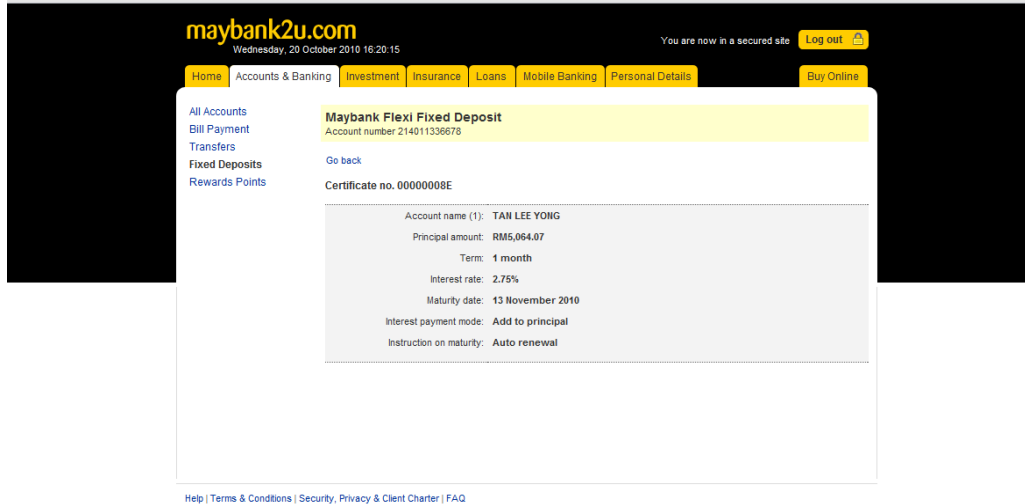 maybank2u.com
Wednesday, 20 October 2010 16:20:15
You are now in a secured site
Log out
Home
Accounts & Banking
Investment
Insurance
Loans
Mobile Banking
Personal Details
Buy Online
All Accounts
Bill Payment
Transfers
Fixed Deposits
Rewards Points
Maybank Flexi Fixed Deposit
Account number 214011336678
Go back
Certificate no. 00000008E
Account name (1): TAN LEE YONG
Principal amount: RM5,064.07
Term: 1 month
Interest rate: 2.75%
Maturity date: 13 November 2010
Interest payment mode: Add to principal
Instruction on maturity: Auto renewal
Help | Terms & Conditions | Security, Privacy & Client Charter | FAQ